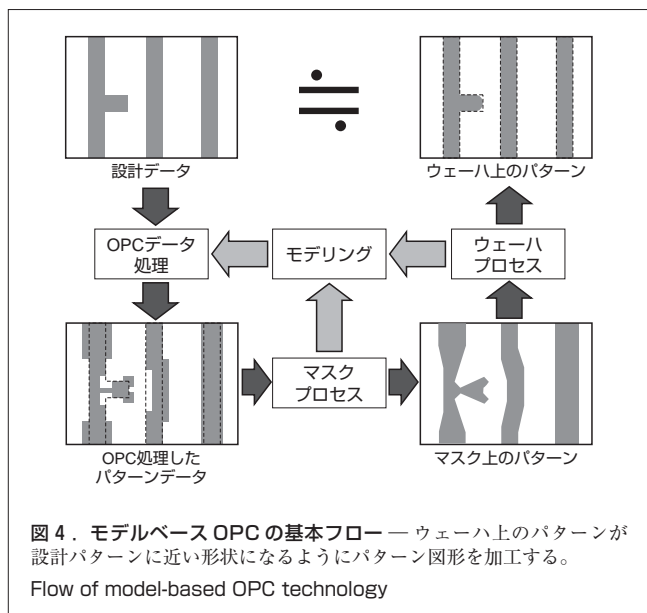 ≒
設計データ
ウェーハ上のパターン
OPCデータ
処理
モデリング
ウェーハ
プロセス
マスク
プロセス
OPC処理した
パターンデータ
マスク上のパターン
図4．モデルベースOPCの基本フロー — ウェーハ上のパターンが
設計パターンに近い形状になるようにパターン図形を加工する。
Flow of model-based OPC technology